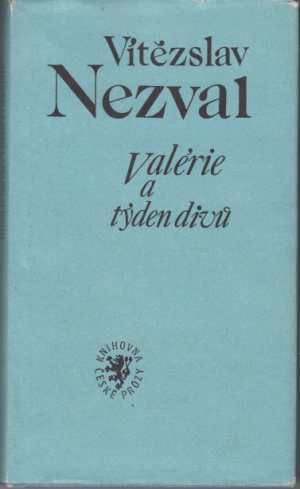 Vítězslav
Nezval
Valérie
a
týden divů
KNIHOVNA
ČESKÉ PRÓZY